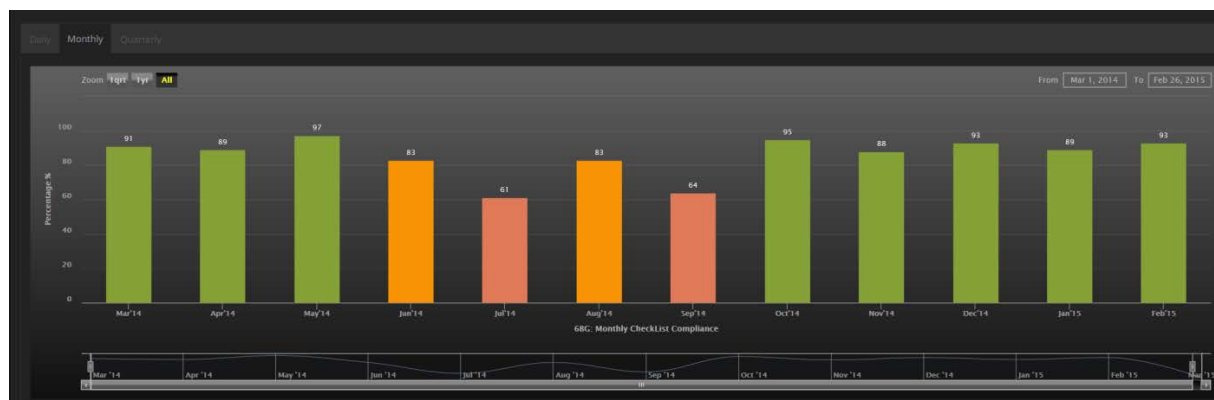 Daily Monthly Quarterly
Zoom 1qrt 1yr All
From Mar 1, 2014 To Feb 26, 2015
Percentage %
100
80
60
40
20
0
91 89 97 83 61 83 64 95 88 93 89 93
Mar'14 Apr'14 May'14 Jun'14 Jul'14 Aug'14 Sep'14 Oct'14 Nov'14 Dec'14 Jan'15 Feb'15
68G: Monthly CheckList Compliance
Mar '14 Apr '14 May '14 Jun '14 Jul '14 Aug '14 Sep '14 Oct '14 Nov '14 Dec '14 Jan '15 Feb '15 Mar '15